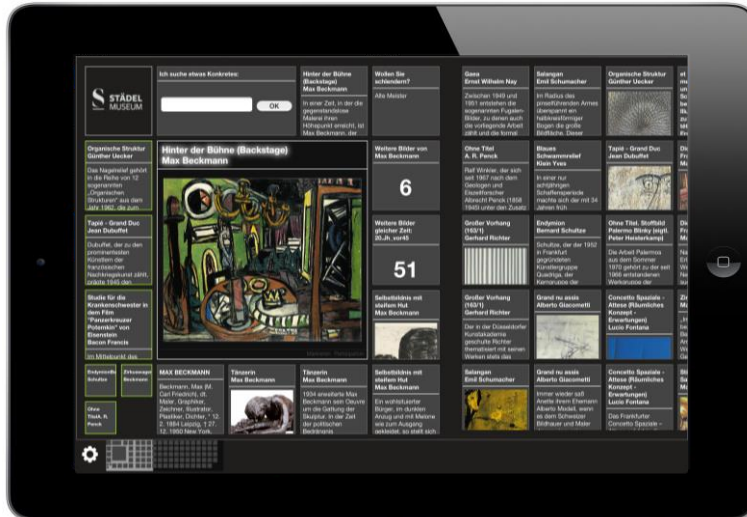 STÄDEL
MUSEUM
Ich suche etwas Konkretes:
OK
Hinter der Bühne
(Backstage)
Max Beckmann
In einer Zeit, in der die
gegenstandslose
Malerei ihren
Höhepunkt erreicht, ist
Max Beckmann, der
Wollen Sie
schlendern?
Alte Meister
Gaea
Ernst Wilhelm Nay
Zwischen 1949 und
1951 entstehen die
sogenannten Fugalen-
Bilder, zu denen auch
die vorliegende Arbeit
zählt und die formal
Salangan
Emil Schumacher
Im Radius des
pinselführenden Armes
überspannt ein
halbkreisförmiger
Bogen die große
Bildfläche. Dieser
Organische Struktur
Günther Uecker
Organische Struktur
Günther Uecker
Das Nagelrelief gehört
in die Reihe von 12
sogenannten
„Organischen
Strukturen" aus dem
Jahr 1962, die zum
Hinter der Bühne (Backstage)
Max Beckmann
Weitere Bilder von
Max Beckmann
6
Ohne Titel
A. R. Penck
Ralf Winkler, der sich
seit 1967 nach dem
Geologen und
Eiszeitforscher
Albrecht Penck (1858
1945) unter den Zusatz
Blaues
Schwammrelief
Klein Yves
In einer nur
achtjährigen
Schaffensperiode
machte sich der mit 34
Jahren früh
Tapié - Grand Duc
Jean Dubuffet
Tapié - Grand Duc
Jean Dubuffet
Dubuffet, der zu den
prominentesten
Künstlern der
französischen
Nachkriegskunst zählt,
prägte 1945 den
Weitere Bilder
gleicher Zeit:
20.Jh_vor45
51
Großer Vorhang
(163/1)
Gerhard Richter
Endymion
Bernard Schultze
Schultze, der der 1952
in Frankfurt
gegründeten
Künstlergruppe
Quadriga, der
Kerngruppe der
Ohne Titel. Stoffbild
Palermo Blinky (eigtl.
Peter Heisterkamp)
Die Arbeit Palermos
aus dem Sommer
1970 gehört zu der seit
1966 entstandenen
Werkgruppe der
Studie für die
Krankenschwester in
dem Film
"Panzerkreuzer
Potemkin" von
Eisenstein
Bacon Francis
Im Mittelpunkt des
Selbstbildnis mit
steifem Hut
Max Beckmann
Großer Vorhang
(163/1)
Gerhard Richter
Der in der Düsseldorfer
Kunstakademie
geschulte Richter
thematisiert mit seinen
Werken stets das
Grand nu assis
Alberto Giacometti
Concetto Spaziale -
Attese (Räumliches
Konzept -
Erwartungen)
Lucio Fontana
Schultze
Beckmann
Ohne
Titel A. R.
Penck
MAX BECKMANN
Beckmann, Max (M.
Carl Friedrich), dt.
Maler, Graphiker,
Zeichner, Illustrator,
Plastiker, Dichter, * 12.
2. 1884 Leipzig, † 27.
12. 1950 New York.
Tänzerin
Max Beckmann
Tänzerin
Max Beckmann
1934 erweiterte Max
Beckmann sein Oeuvre
um die Gattung der
Skulptur. In der Zeit
der politischen
Bedrängnis
Selbstbildnis mit
steifem Hut
Max Beckmann
Ein wohlsituierter
Bürger, im dunklen
Anzug und mit Melone
wie zum Ausgang
gekleidet, so stellt sich
Salangan
Emil Schumacher
Grand nu assis
Alberto Giacometti
Immer wieder saß
Anette ihrem Ehemann
Alberto Modell, wenn
es dem Schweizer
Bildhauer und Maler
Concetto Spaziale -
Attese (Räumliches
Konzept -
Erwartungen)
Lucio Fontana
Das Frankfurter
Concetto Spaziale -